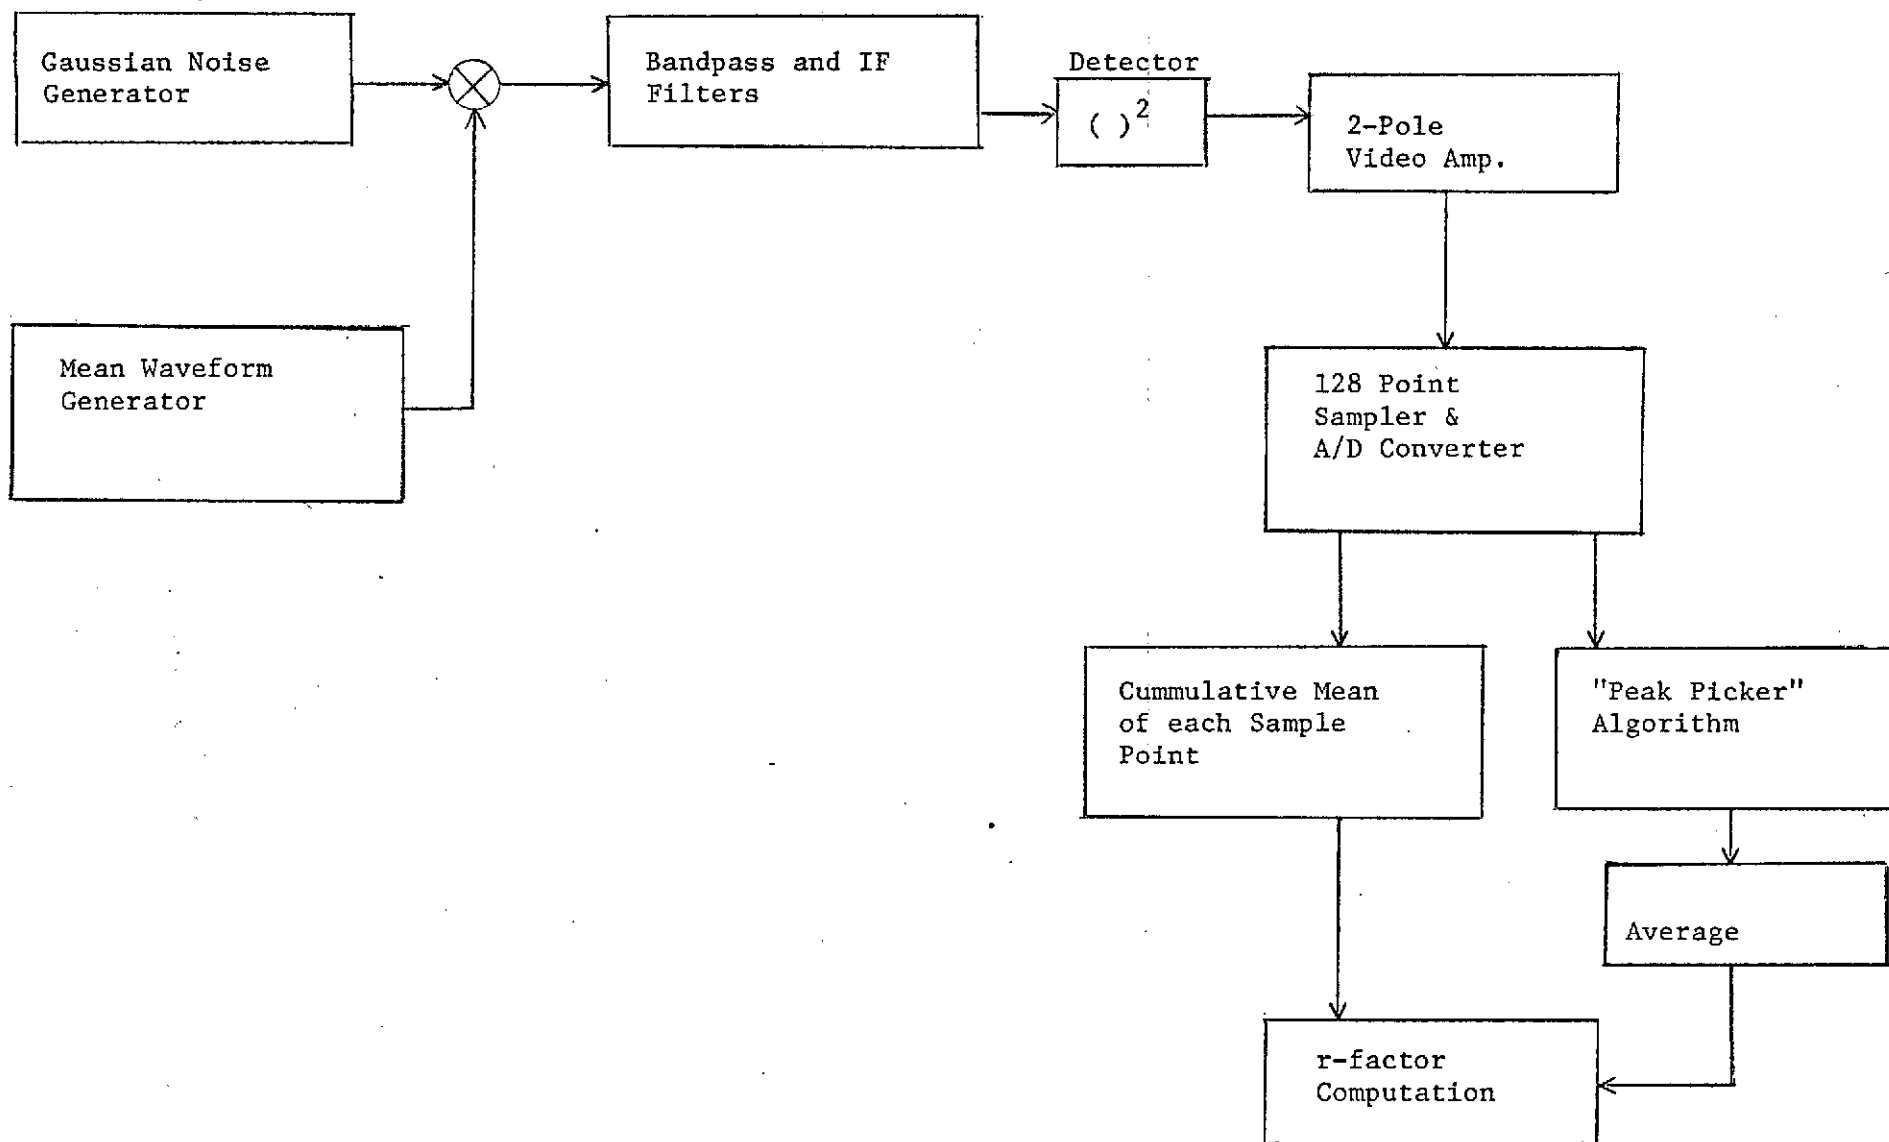 Gaussian Noise
Generator
Bandpass and IF
Filters
Detector
( )²
2-Pole
Video Amp.
Mean Waveform
Generator
128 Point
Sampler &
A/D Converter
Cummulative Mean
of each Sample
Point
"Peak Picker"
Algorithm
Average
r-factor
Computation